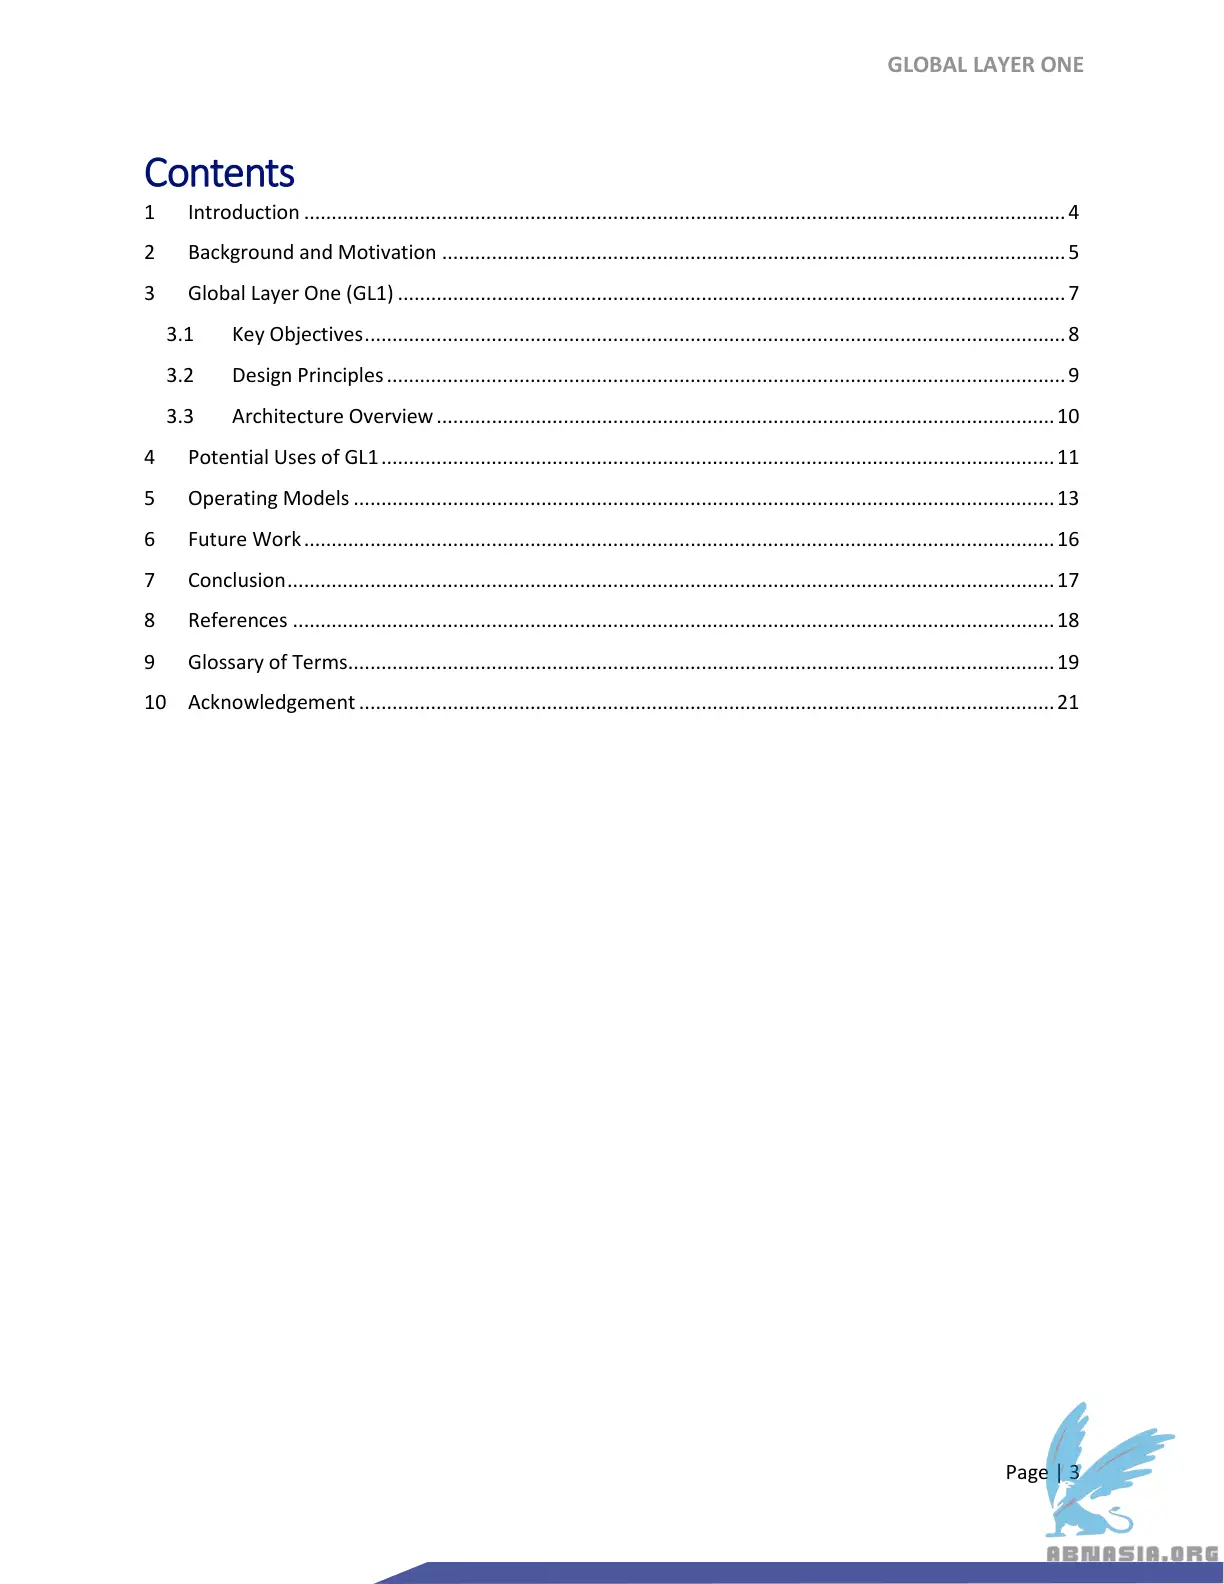 GLOBAL LAYER ONE
Contents
1 Introduction ........................................ 4
2 Background and Motivation ........................................ 5
3 Global Layer One (GL1) ........................................ 7
3.1 Key Objectives ........................................ 8
3.2 Design Principles ........................................ 9
3.3 Architecture Overview ........................................ 10
4 Potential Uses of GL1 ........................................ 11
5 Operating Models ........................................ 13
6 Future Work ........................................ 16
7 Conclusion ........................................ 17
8 References ........................................ 18
9 Glossary of Terms ........................................ 19
10 Acknowledgement ........................................ 21
Page | 3
ABNASIA.ORG